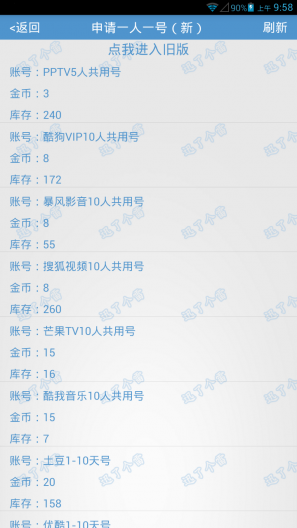 90%
上午 9:58
<返回 申请一人一号（新） 刷新
点我进入旧版
账号：PPTV5人共用号
金币：3
库存：240
账号：酷狗VIP10人共用号
金币：8
库存：172
账号：暴风影音10人共用号
金币：8
库存：55
账号：搜狐视频10人共用号
金币：8
库存：260
账号：芒果TV10人共用号
金币：15
库存：16
账号：酷我音乐10人共用号
金币：15
库存：7
账号：土豆1-10天号
金币：20
库存：158
账号：优酷1-10天号